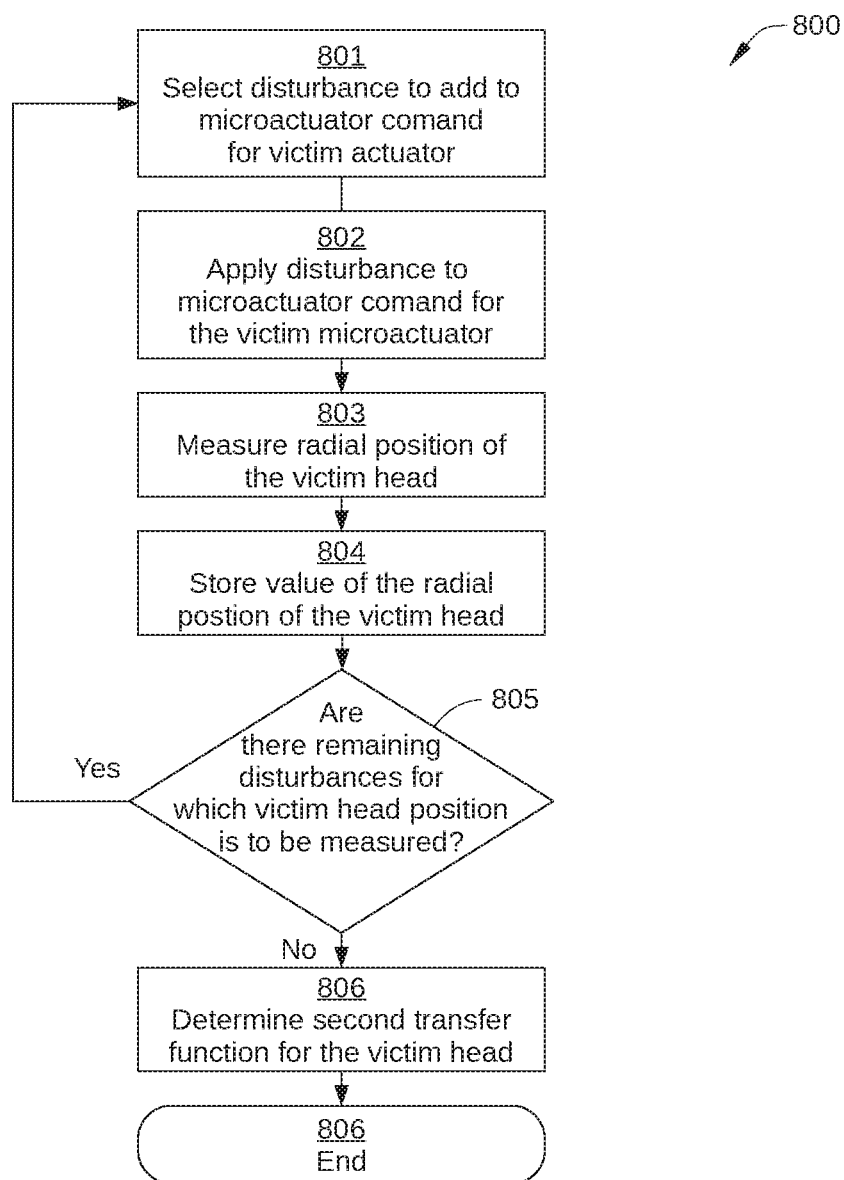 800
801
Select disturbance to add to
microactuator comand
for victim actuator
802
Apply disturbance to
microactuator comand for
the victim microactuator
803
Measure radial position of
the victim head
804
Store value of the radial
postion of the victim head
805
Are
there remaining
disturbances for
which victim head position
is to be measured?
Yes
No
806
Determine second transfer
function for the victim head
806
End